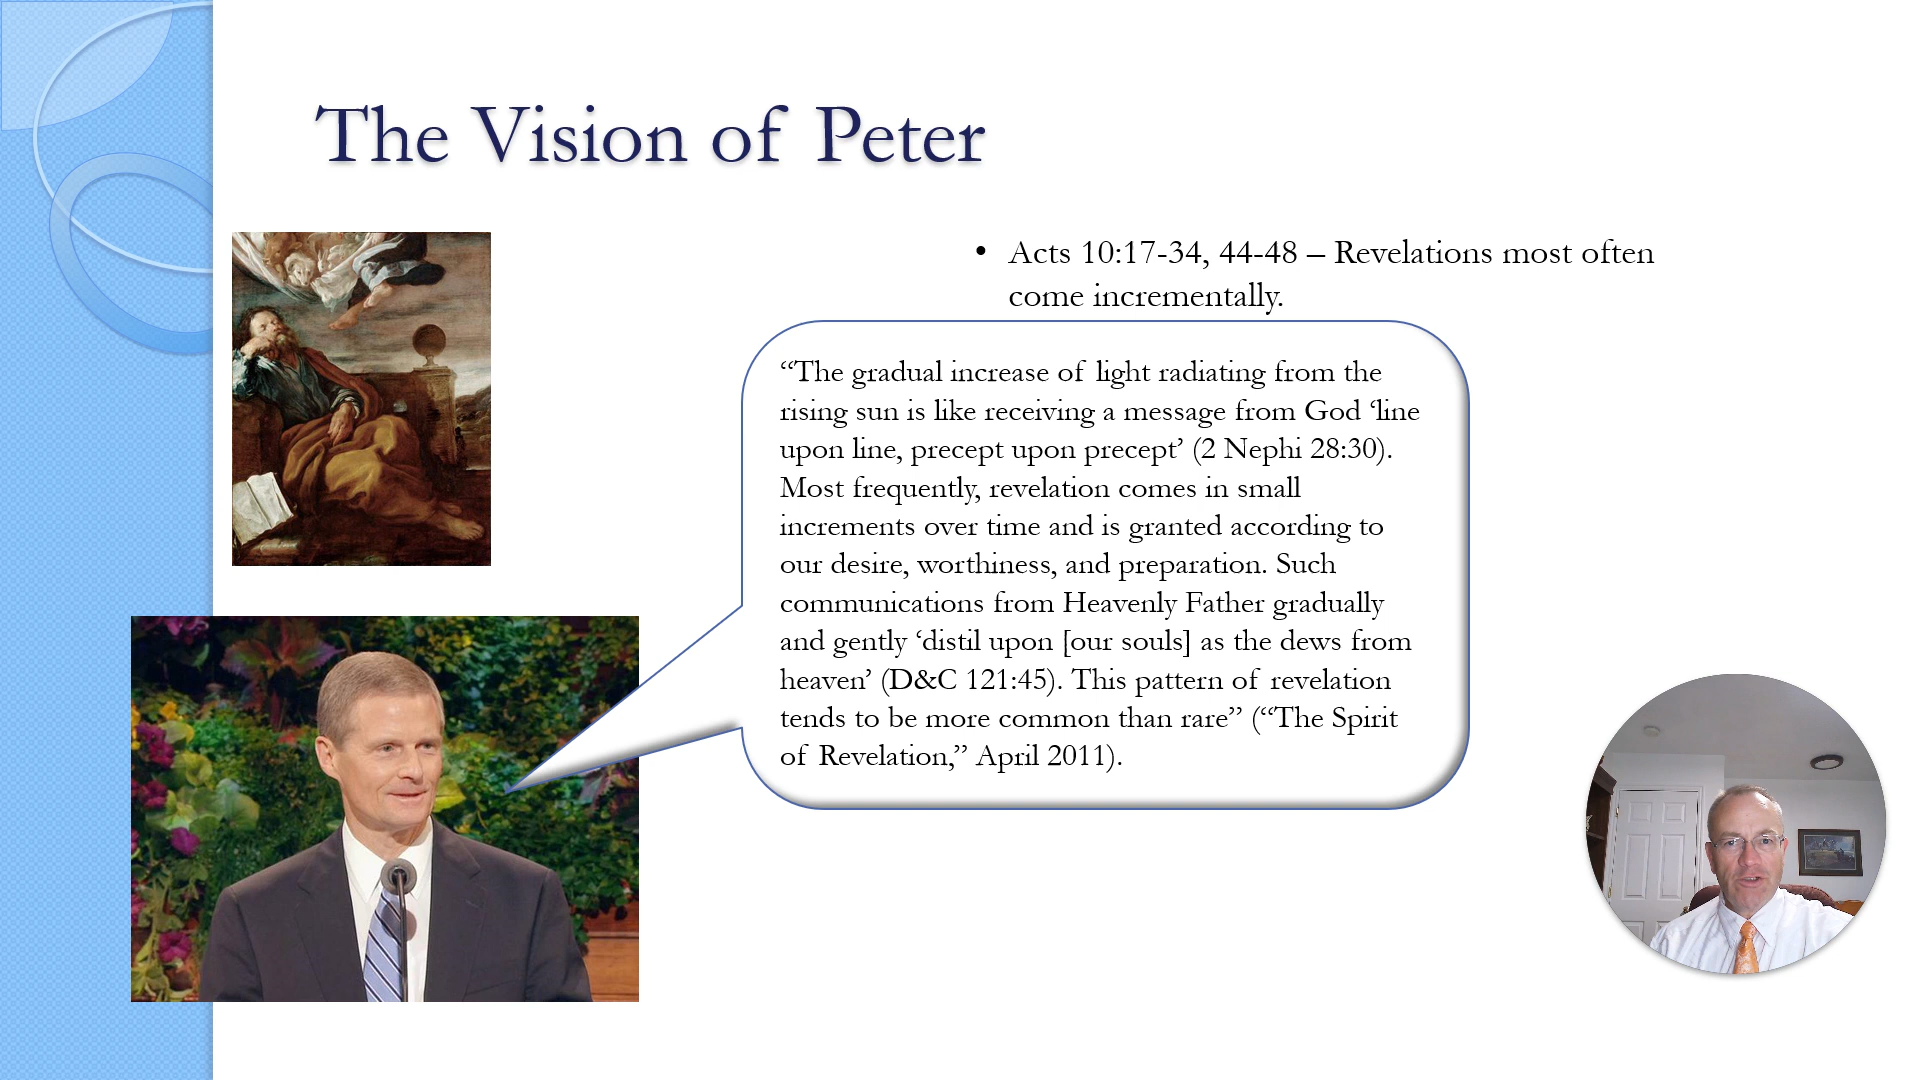 The Vision of Peter
• Acts 10:17-34, 44-48 – Revelations most often
come incrementally.
“The gradual increase of light radiating from the
rising sun is like receiving a message from God ‘line
upon line, precept upon precept’ (2 Nephi 28:30).
Most frequently, revelation comes in small
increments over time and is granted according to
our desire, worthiness, and preparation. Such
communications from Heavenly Father gradually
and gently ‘distil upon [our souls] as the dews from
heaven’ (D&C 121:45). This pattern of revelation
tends to be more common than rare” (“The Spirit
of Revelation,” April 2011).